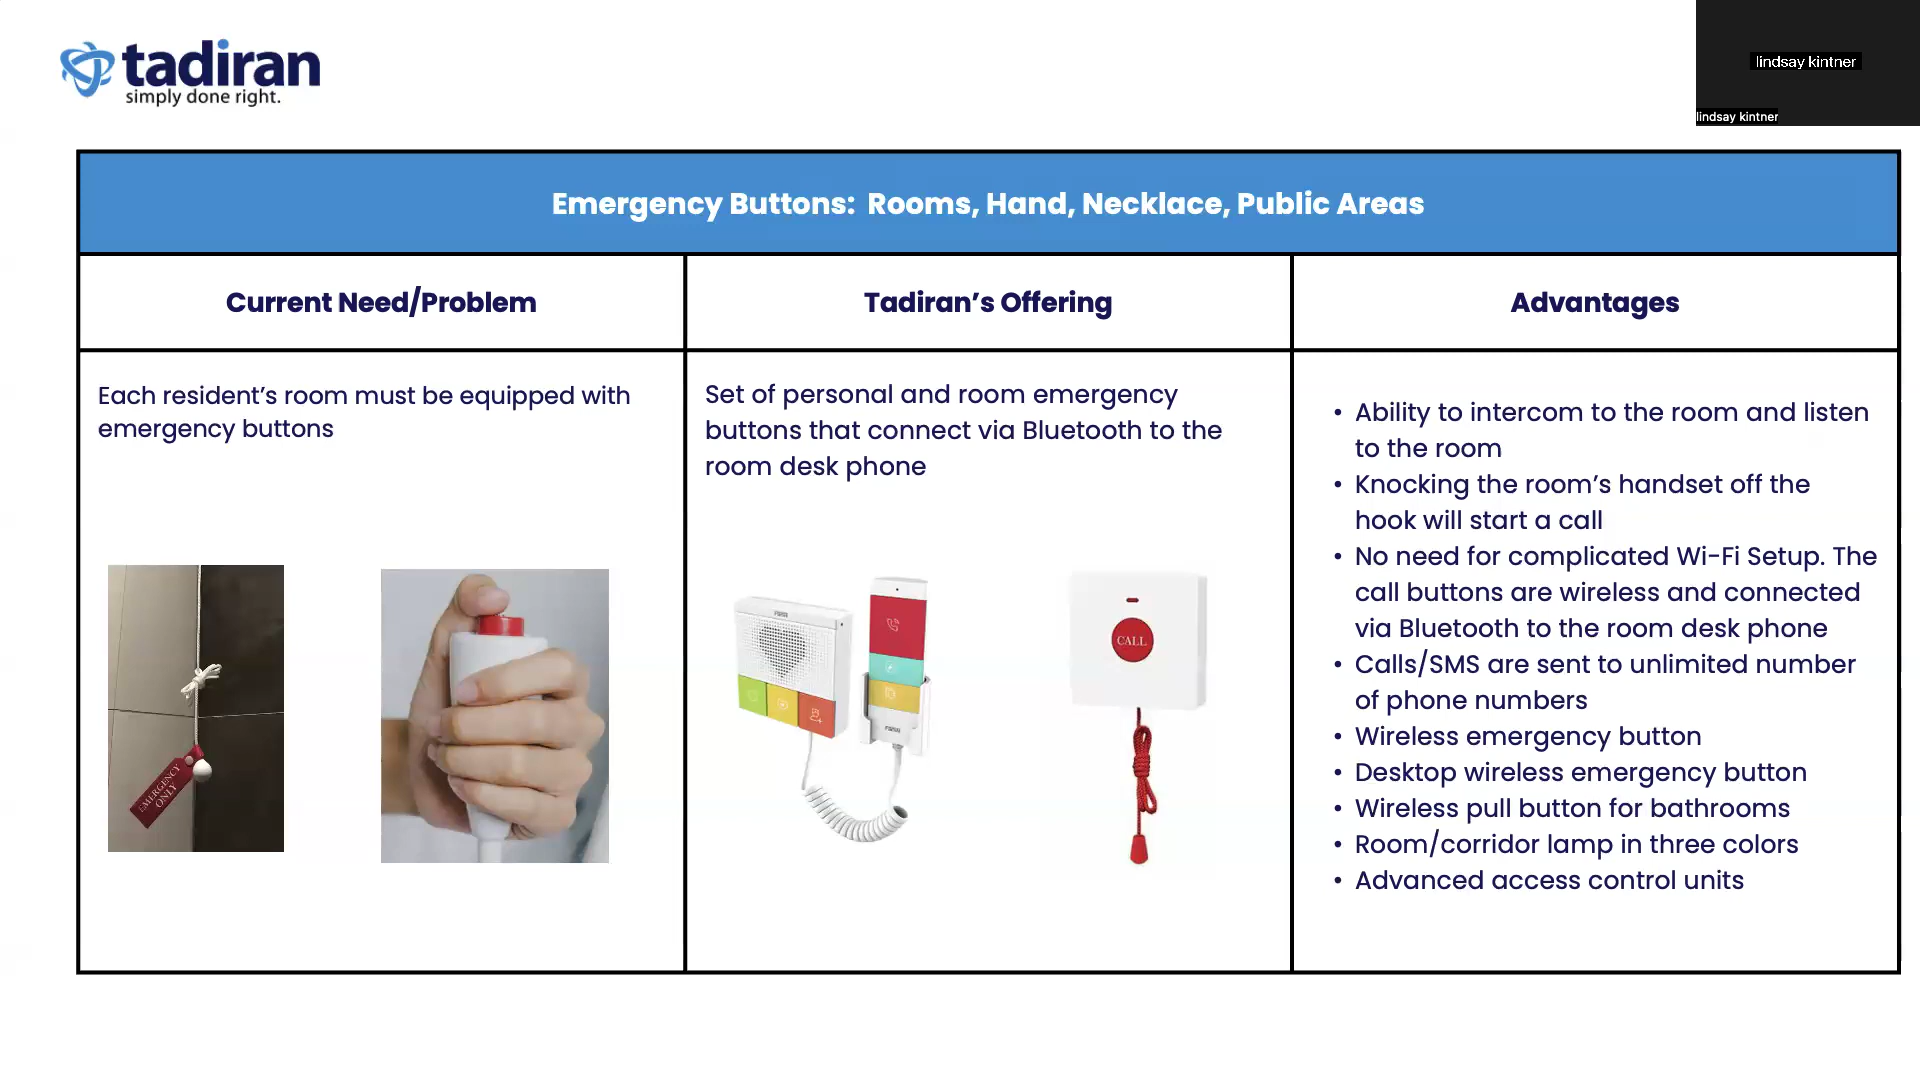 tadiran
simply done right.
lindsay kintner
lindsay kintner
Emergency Buttons:  Rooms, Hand, Necklace, Public Areas
Current Need/Problem
Tadiran’s Offering
Advantages
Each resident’s room must be equipped with
emergency buttons
EMERGENCY
ONLY
Set of personal and room emergency
buttons that connect via Bluetooth to the
room desk phone
CALL
• Ability to intercom to the room and listen
to the room
• Knocking the room’s handset off the
hook will start a call
• No need for complicated Wi-Fi Setup. The
call buttons are wireless and connected
via Bluetooth to the room desk phone
• Calls/SMS are sent to unlimited number
of phone numbers
• Wireless emergency button
• Desktop wireless emergency button
• Wireless pull button for bathrooms
• Room/corridor lamp in three colors
• Advanced access control units